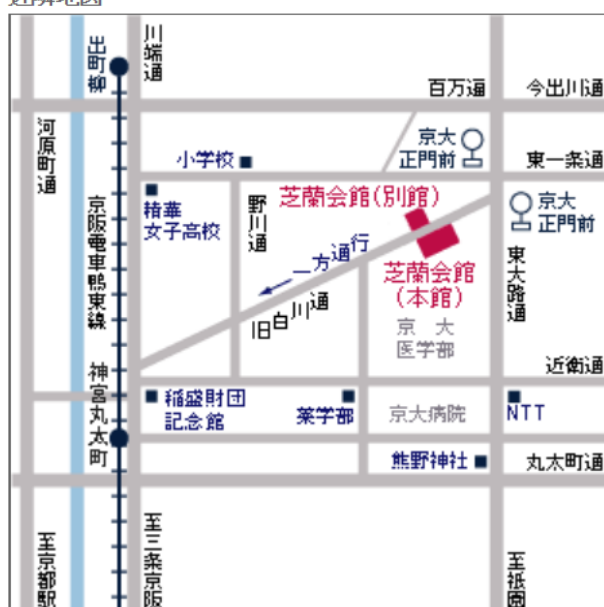 近隣地図
出町柳
川端通
百万逼
今出川通
河原町通
小学校
京大
正門前
東一条通
精華
女子高校
野川通
芝蘭会館(別館)
京大
正門前
京阪電車鴨東線
一方通行
旧白川通
芝蘭会館
(本館)
東大路通
京 大
医学部
近衛通
神宮丸太町
稲盛財団
記念館
薬学部
京大病院
NTT
熊野神社
丸太町通
至京都駅
至三条京阪
至祇園